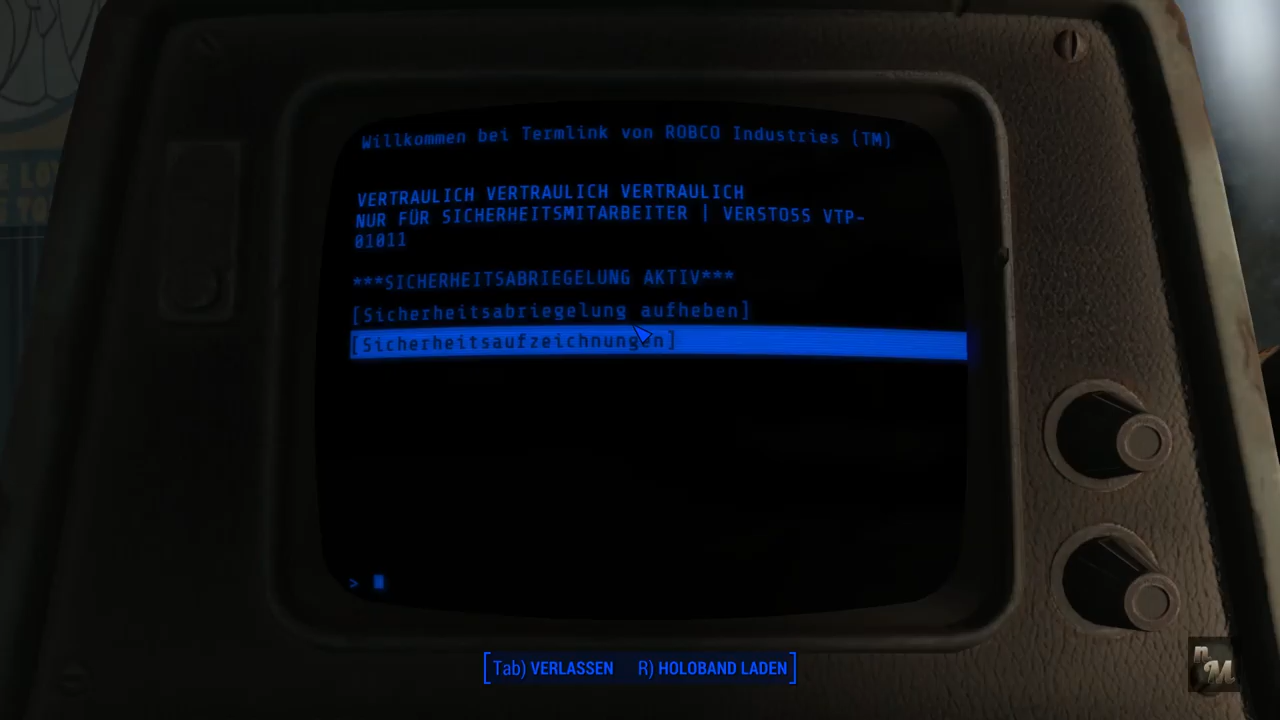 Willkommen bei Termlink von ROBCO Industries (TM)
VERTRAULICH VERTRAULICH VERTRAULICH
NUR FÜR SICHERHEITSMITARBEITER | VERSTOSS VTP-
01011
***SICHERHEITSABRIEGELUNG AKTIV***
[Sicherheitsabriegelung aufheben]
[Sicherheitsaufzeichnungen]
>
[Tab) VERLASSEN R) HOLOBAND LADEN]
nM